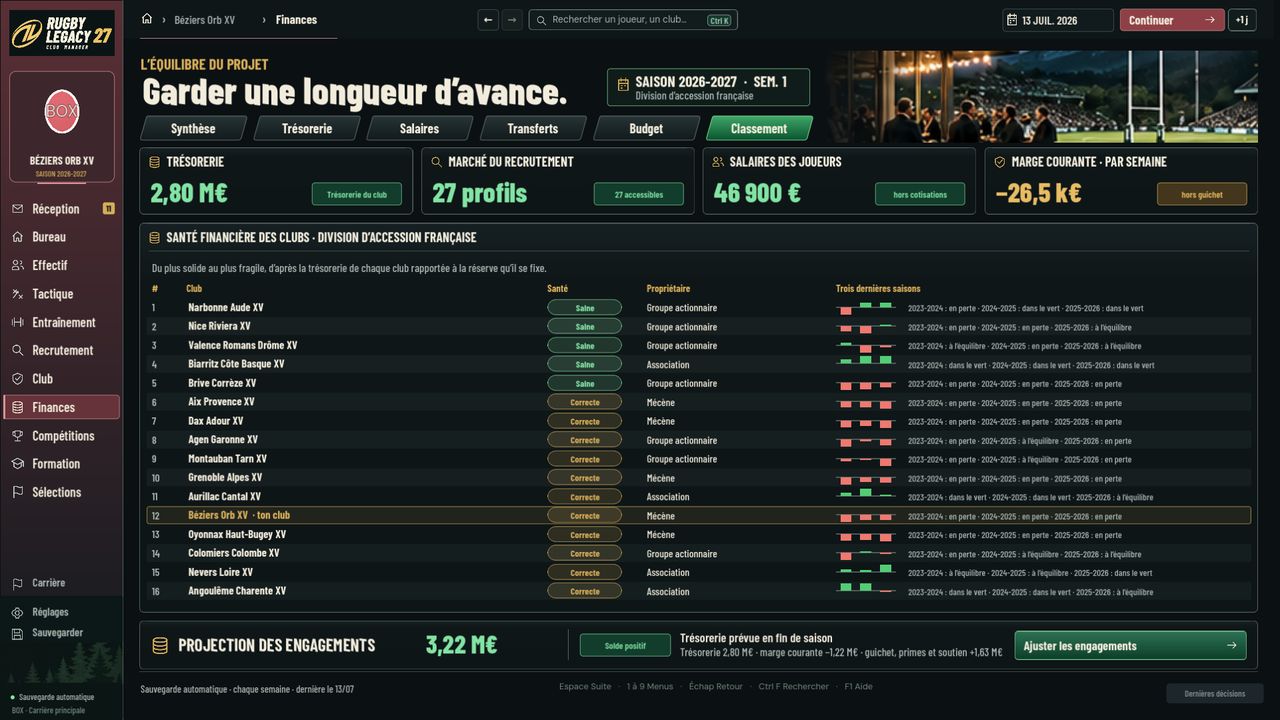 RUGBY
LEGACY 27
CLUB MANAGER
Béziers Orb XV
Finances
Rechercher un joueur, un club...
Ctrl K
13 JUIL. 2026
Continuer
+1 j
BOX
BÉZIERS ORB XV
SAISON 2026-2027
Réception
11
Bureau
Effectif
Tactique
Entraînement
Recrutement
Club
Finances
Compétitions
Formation
Sélections
Carrière
Réglages
Sauvegarder
Sauvegarde automatique
BOX · Carrière principale
L'ÉQUILIBRE DU PROJET
Garder une longueur d'avance.
SAISON 2026-2027 · SEM. 1
Division d'accession française
Synthèse
Trésorerie
Salaires
Transferts
Budget
Classement
TRÉSORERIE
2,80 M€
Trésorerie du club
MARCHÉ DU RECRUTEMENT
27 profils
27 accessibles
SALAIRES DES JOUEURS
46 900 €
hors cotisations
MARGE COURANTE · PAR SEMAINE
−26,5 k€
hors guichet
SANTÉ FINANCIÈRE DES CLUBS · DIVISION D'ACCESSION FRANÇAISE
Du plus solide au plus fragile, d'après la trésorerie de chaque club rapportée à la réserve qu'il se fixe.
# Club Santé Propriétaire Trois dernières saisons
1 Narbonne Aude XV Saine Groupe actionnaire 2023-2024 : en perte · 2024-2025 : dans le vert · 2025-2026 : dans le vert
2 Nice Riviera XV Saine Groupe actionnaire 2023-2024 : en perte · 2024-2025 : en perte · 2025-2026 : à l'équilibre
3 Valence Romans Drôme XV Saine Groupe actionnaire 2023-2024 : à l'équilibre · 2024-2025 : en perte · 2025-2026 : à l'équilibre
4 Biarritz Côte Basque XV Saine Association 2023-2024 : dans le vert · 2024-2025 : dans le vert · 2025-2026 : dans le vert
5 Brive Corrèze XV Saine Groupe actionnaire 2023-2024 : en perte · 2024-2025 : en perte · 2025-2026 : en perte
6 Aix Provence XV Correcte Mécène 2023-2024 : en perte · 2024-2025 : en perte · 2025-2026 : en perte
7 Dax Adour XV Correcte Mécène 2023-2024 : en perte · 2024-2025 : en perte · 2025-2026 : en perte
8 Agen Garonne XV Correcte Groupe actionnaire 2023-2024 : en perte · 2024-2025 : à l'équilibre · 2025-2026 : en perte
9 Montauban Tarn XV Correcte Groupe actionnaire 2023-2024 : en perte · 2024-2025 : à l'équilibre · 2025-2026 : en perte
10 Grenoble Alpes XV Correcte Mécène 2023-2024 : en perte · 2024-2025 : en perte · 2025-2026 : en perte
11 Aurillac Cantal XV Correcte Association 2023-2024 : dans le vert · 2024-2025 : dans le vert · 2025-2026 : à l'équilibre
12 Béziers Orb XV · ton club Correcte Mécène 2023-2024 : en perte · 2024-2025 : en perte · 2025-2026 : en perte
13 Oyonnax Haut-Bugey XV Correcte Mécène 2023-2024 : en perte · 2024-2025 : en perte · 2025-2026 : en perte
14 Colomiers Colombe XV Correcte Groupe actionnaire 2023-2024 : en perte · 2024-2025 : à l'équilibre · 2025-2026 : à l'équilibre
15 Nevers Loire XV Correcte Association 2023-2024 : à l'équilibre · 2024-2025 : à l'équilibre · 2025-2026 : dans le vert
16 Angoulême Charente XV Correcte Association 2023-2024 : dans le vert · 2024-2025 : dans le vert · 2025-2026 : à l'équilibre
PROJECTION DES ENGAGEMENTS
3,22 M€
Solde positif
Trésorerie prévue en fin de saison
Trésorerie 2,80 M€ · marge courante −1,22 M€ · guichet, primes et soutien +1,63 M€
Ajuster les engagements
Sauvegarde automatique · chaque semaine · dernière le 13/07
Espace Suite · 1 à 9 Menus · Échap Retour · Ctrl F Rechercher · F1 Aide
Dernières décisions